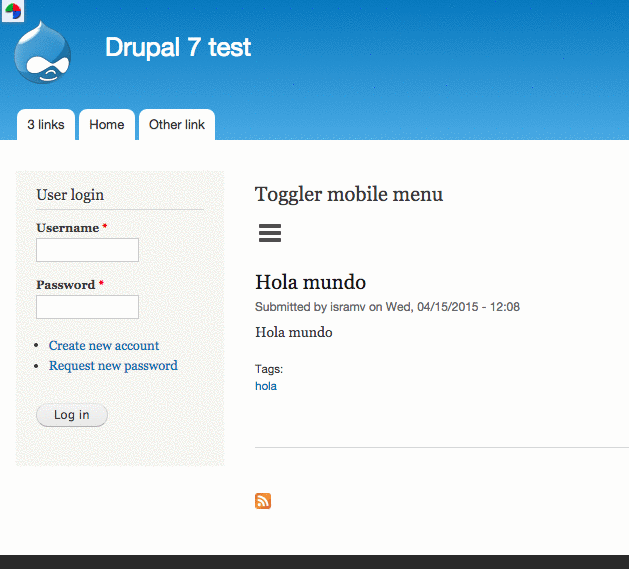 Drupal 7 test
3 links Home Other link
User login
Username *
Password *
Create new account
Request new password
Log in
Toggler mobile menu
Hola mundo
Submitted by isramv on Wed, 04/15/2015 - 12:08
Hola mundo
Tags:
hola